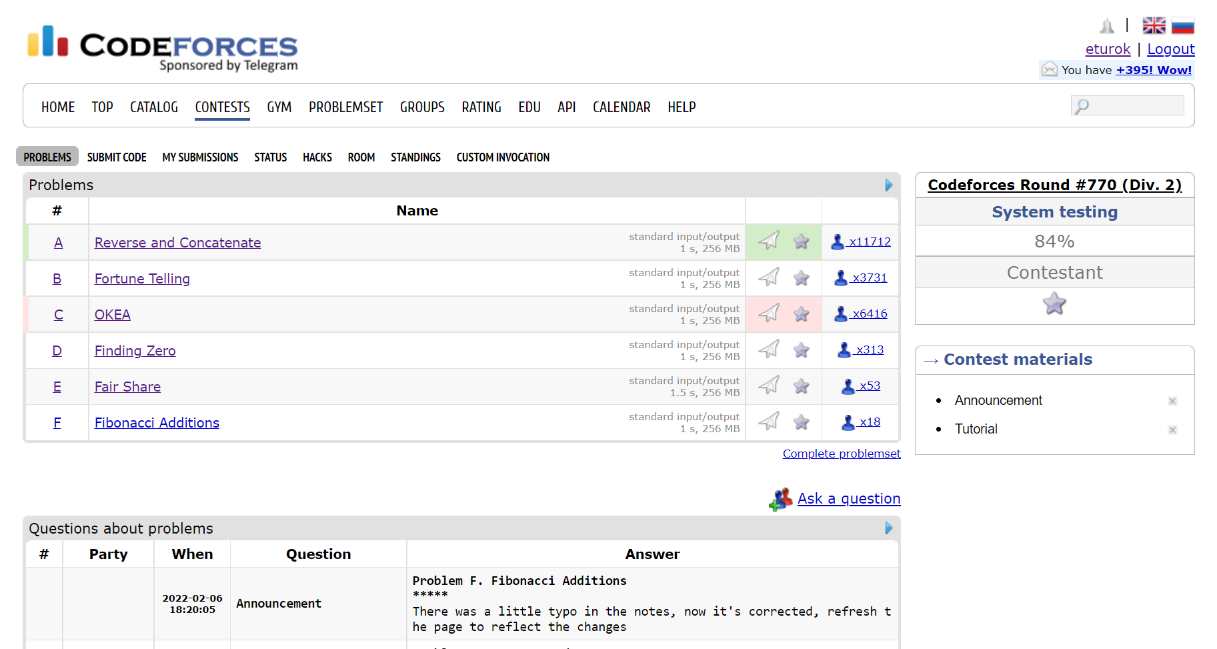 CODEFORCES
Sponsored by Telegram
|
eturok | Logout
You have +395! Wow!
HOME TOP CATALOG CONTESTS GYM PROBLEMSET GROUPS RATING EDU API CALENDAR HELP
PROBLEMS SUBMIT CODE MY SUBMISSIONS STATUS HACKS ROOM STANDINGS CUSTOM INVOCATION
Problems
# Name
A Reverse and Concatenate standard input/output
1 s, 256 MB x11712
B Fortune Telling standard input/output
1 s, 256 MB x3731
C OKEA standard input/output
1 s, 256 MB x6416
D Finding Zero standard input/output
1 s, 256 MB x313
E Fair Share standard input/output
1.5 s, 256 MB x53
F Fibonacci Additions standard input/output
1 s, 256 MB x18
Complete problemset
Ask a question
Questions about problems
# Party When Question Answer
2022-02-06
18:20:05
Announcement
Problem F. Fibonacci Additions
*****
There was a little typo in the notes, now it's corrected, refresh t
he page to reflect the changes
Codeforces Round #770 (Div. 2)
System testing
84%
Contestant
→ Contest materials
• Announcement
• Tutorial